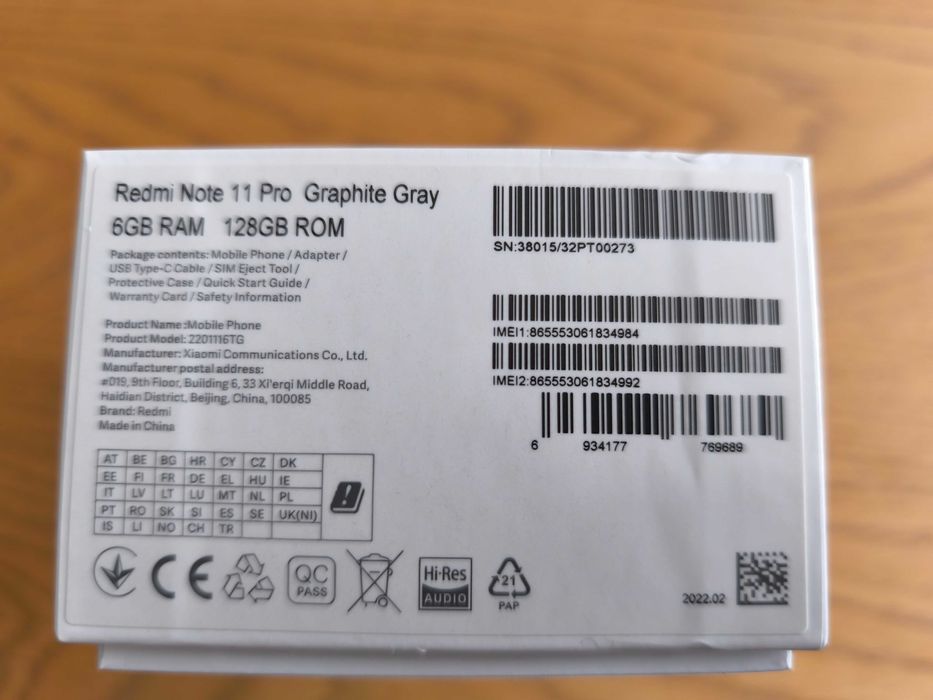 Redmi Note 11 Pro Graphite Gray
6GB RAM 128GB ROM
Package contents: Mobile Phone / Adapter /
USB Type-C Cable / SIM Eject Tool /
Protective Case / Quick Start Guide /
Warranty Card / Safety Information
Product Name :Mobile Phone
Product Model: 2201116TG
Manufacturer: Xiaomi Communications Co., Ltd.
Manufacturer postal address:
#019, 9th Floor, Building 6, 33 Xi'erqi Middle Road,
Haidian District, Beijing, China, 100085
Brand: Redmi
Made in China
SN:38015/32PT00273
IMEI1:865553061834984
IMEI2:865553061834992
6 934177 769689
AT BE BG HR CY CZ DK
EE FI FR DE EL HU IE
IT LV LT LU MT NL PL
PT RO SK SI ES SE UK(NI)
IS LI NO CH TR
CE
QC
PASS
Hi-Res
AUDIO
21
PAP
2022.02